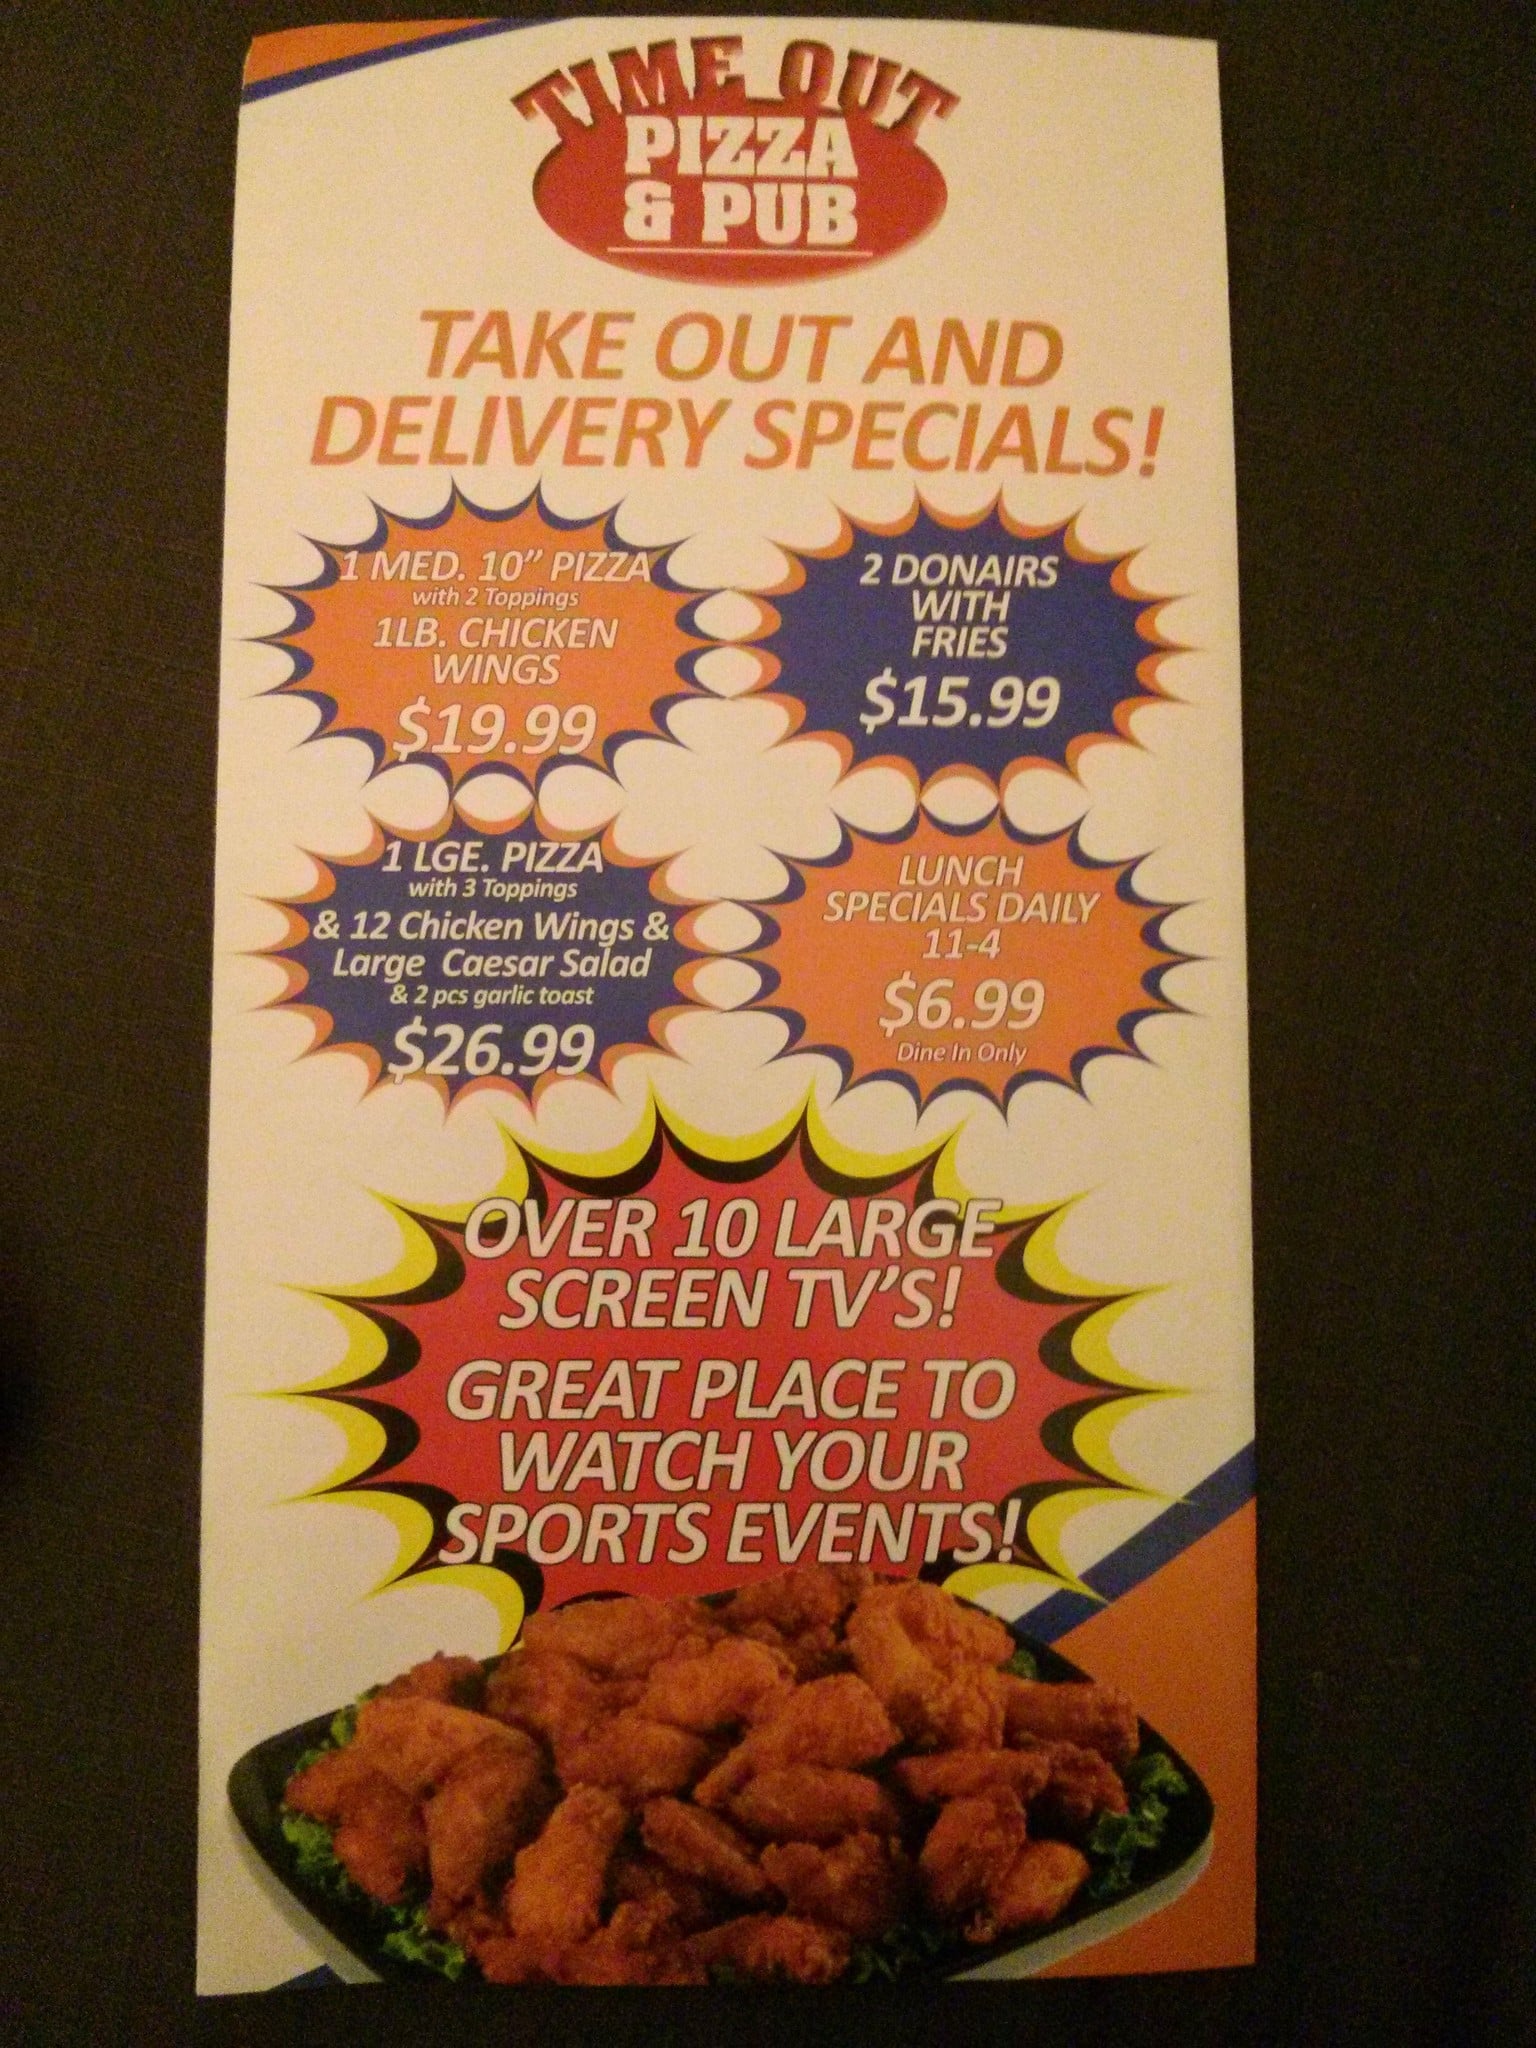 TIME OUT
PIZZA
& PUB
TAKE OUT AND
DELIVERY SPECIALS!
1 MED. 10” PIZZA
with 2 Toppings
1LB. CHICKEN
WINGS
$19.99
2 DONAIRS
WITH
FRIES
$15.99
1 LGE. PIZZA
with 3 Toppings
& 12 Chicken Wings &
Large Caesar Salad
& 2 pcs garlic toast
$26.99
LUNCH
SPECIALS DAILY
11-4
$6.99
Dine In Only
OVER 10 LARGE
SCREEN TV’S!
GREAT PLACE TO
WATCH YOUR
SPORTS EVENTS!